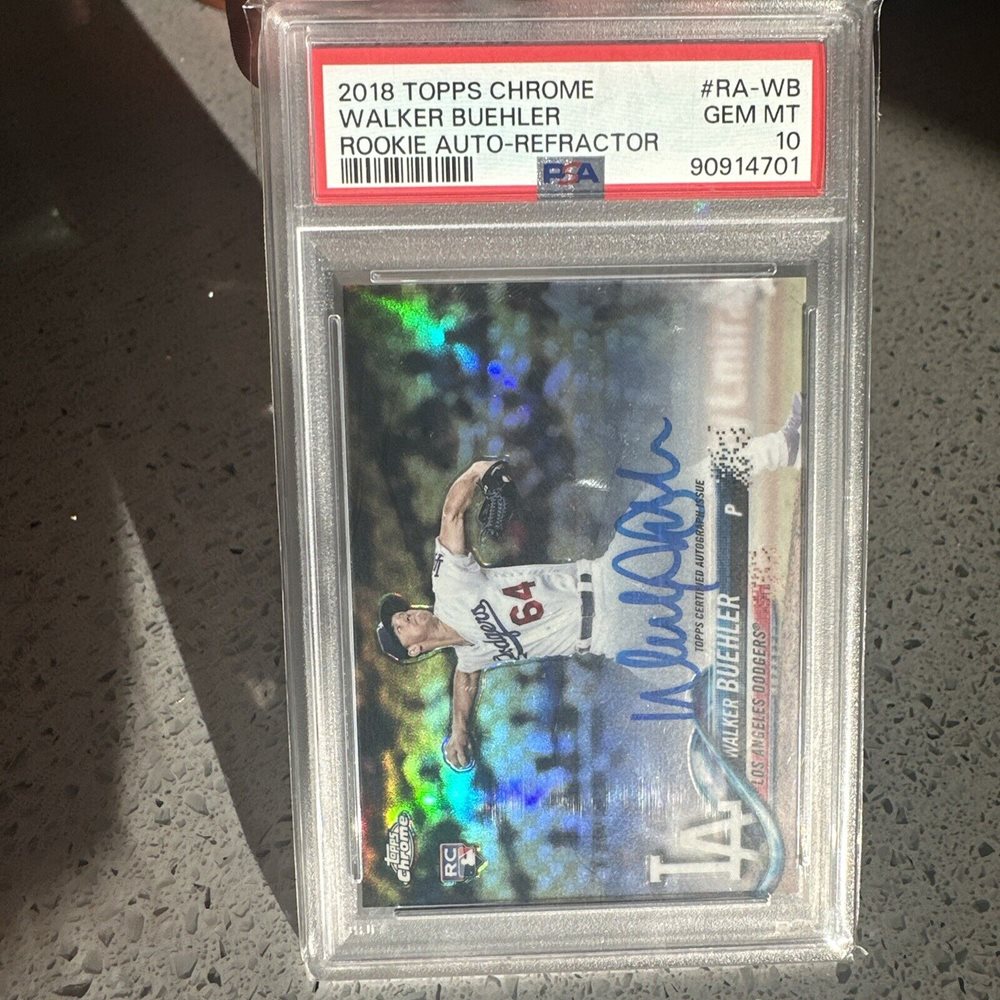 2018 TOPPS CHROME #RA-WB
WALKER BUEHLER GEM MT
ROOKIE AUTO-REFRACTOR 10
PSA 90914701
TOPPS
chrome
RC
Dodgers
64
TOPPS CERTIFIED AUTOGRAPH ISSUE
WALKER BUEHLER P
LOS ANGELES DODGERS®
LA